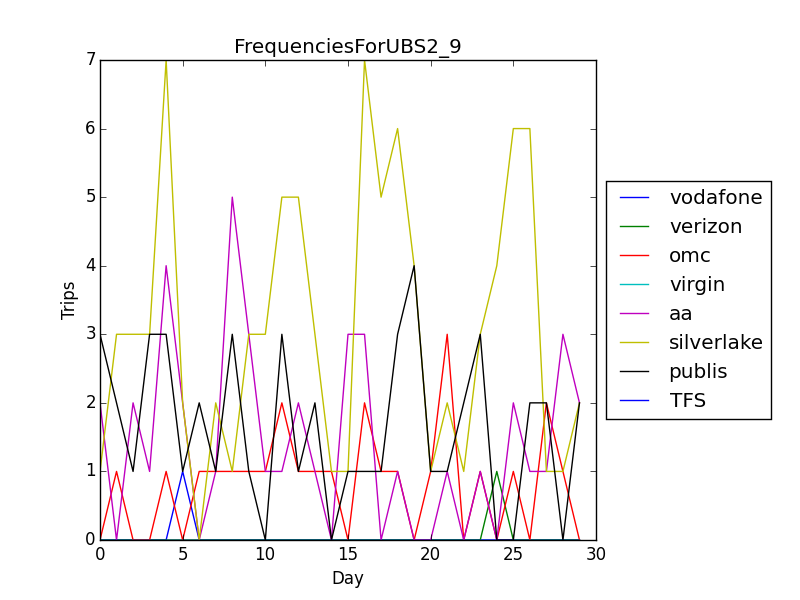 FrequenciesForUBS2_9
7
6
5
4
3
2
1
0
Trips
0 5 10 15 20 25 30
Day
vodafone
verizon
omc
virgin
aa
silverlake
publis
TFS